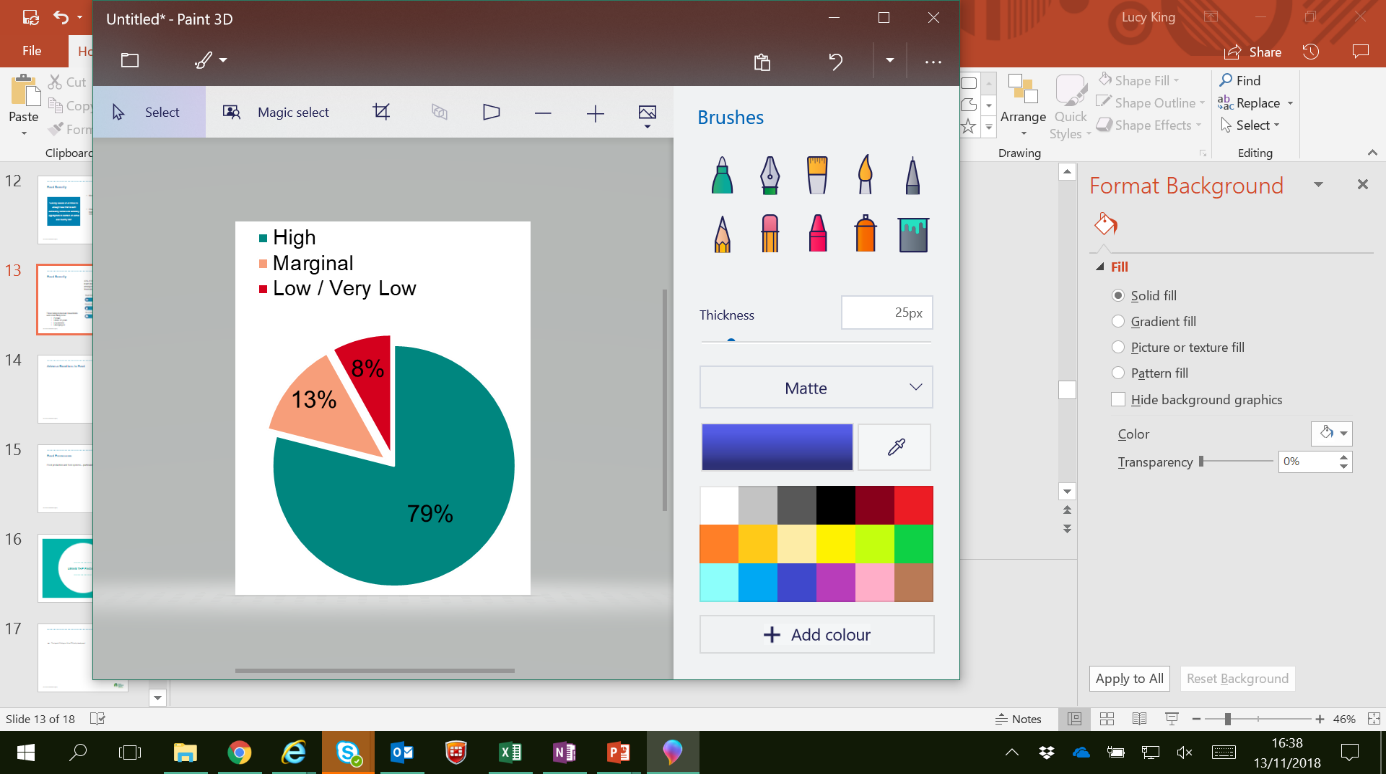 Untitled* - Paint 3D
Lucy King
File
Ho
Share
Paste
Cut
Copy
Form
Clipboard
Select
Magic select
Arrange
Quick Styles
Shape Fill
Shape Outline
Shape Effects
Drawing
Find
Replace
Select
Editing
Brushes
Thickness
25px
Matte
Add colour
High
Marginal
Low / Very Low
8%
13%
79%
12
13
14
15
16
17
Format Background
Fill
Solid fill
Gradient fill
Picture or texture fill
Pattern fill
Hide background graphics
Color
Transparency
0%
Apply to All
Reset Background
Slide 13 of 18
Notes
46%
16:38
13/11/2018